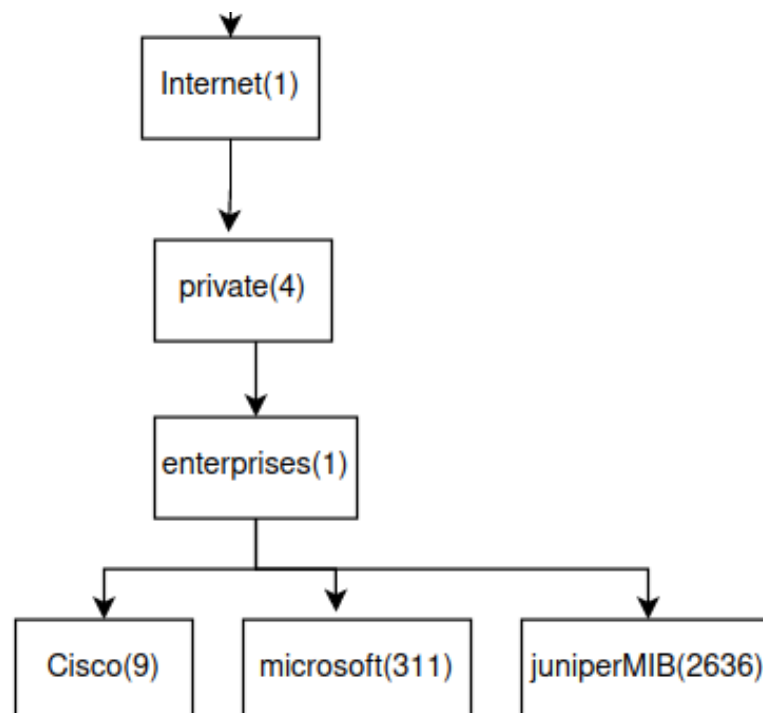 Internet(1)
private(4)
enterprises(1)
Cisco(9)
microsoft(311)
juniperMIB(2636)